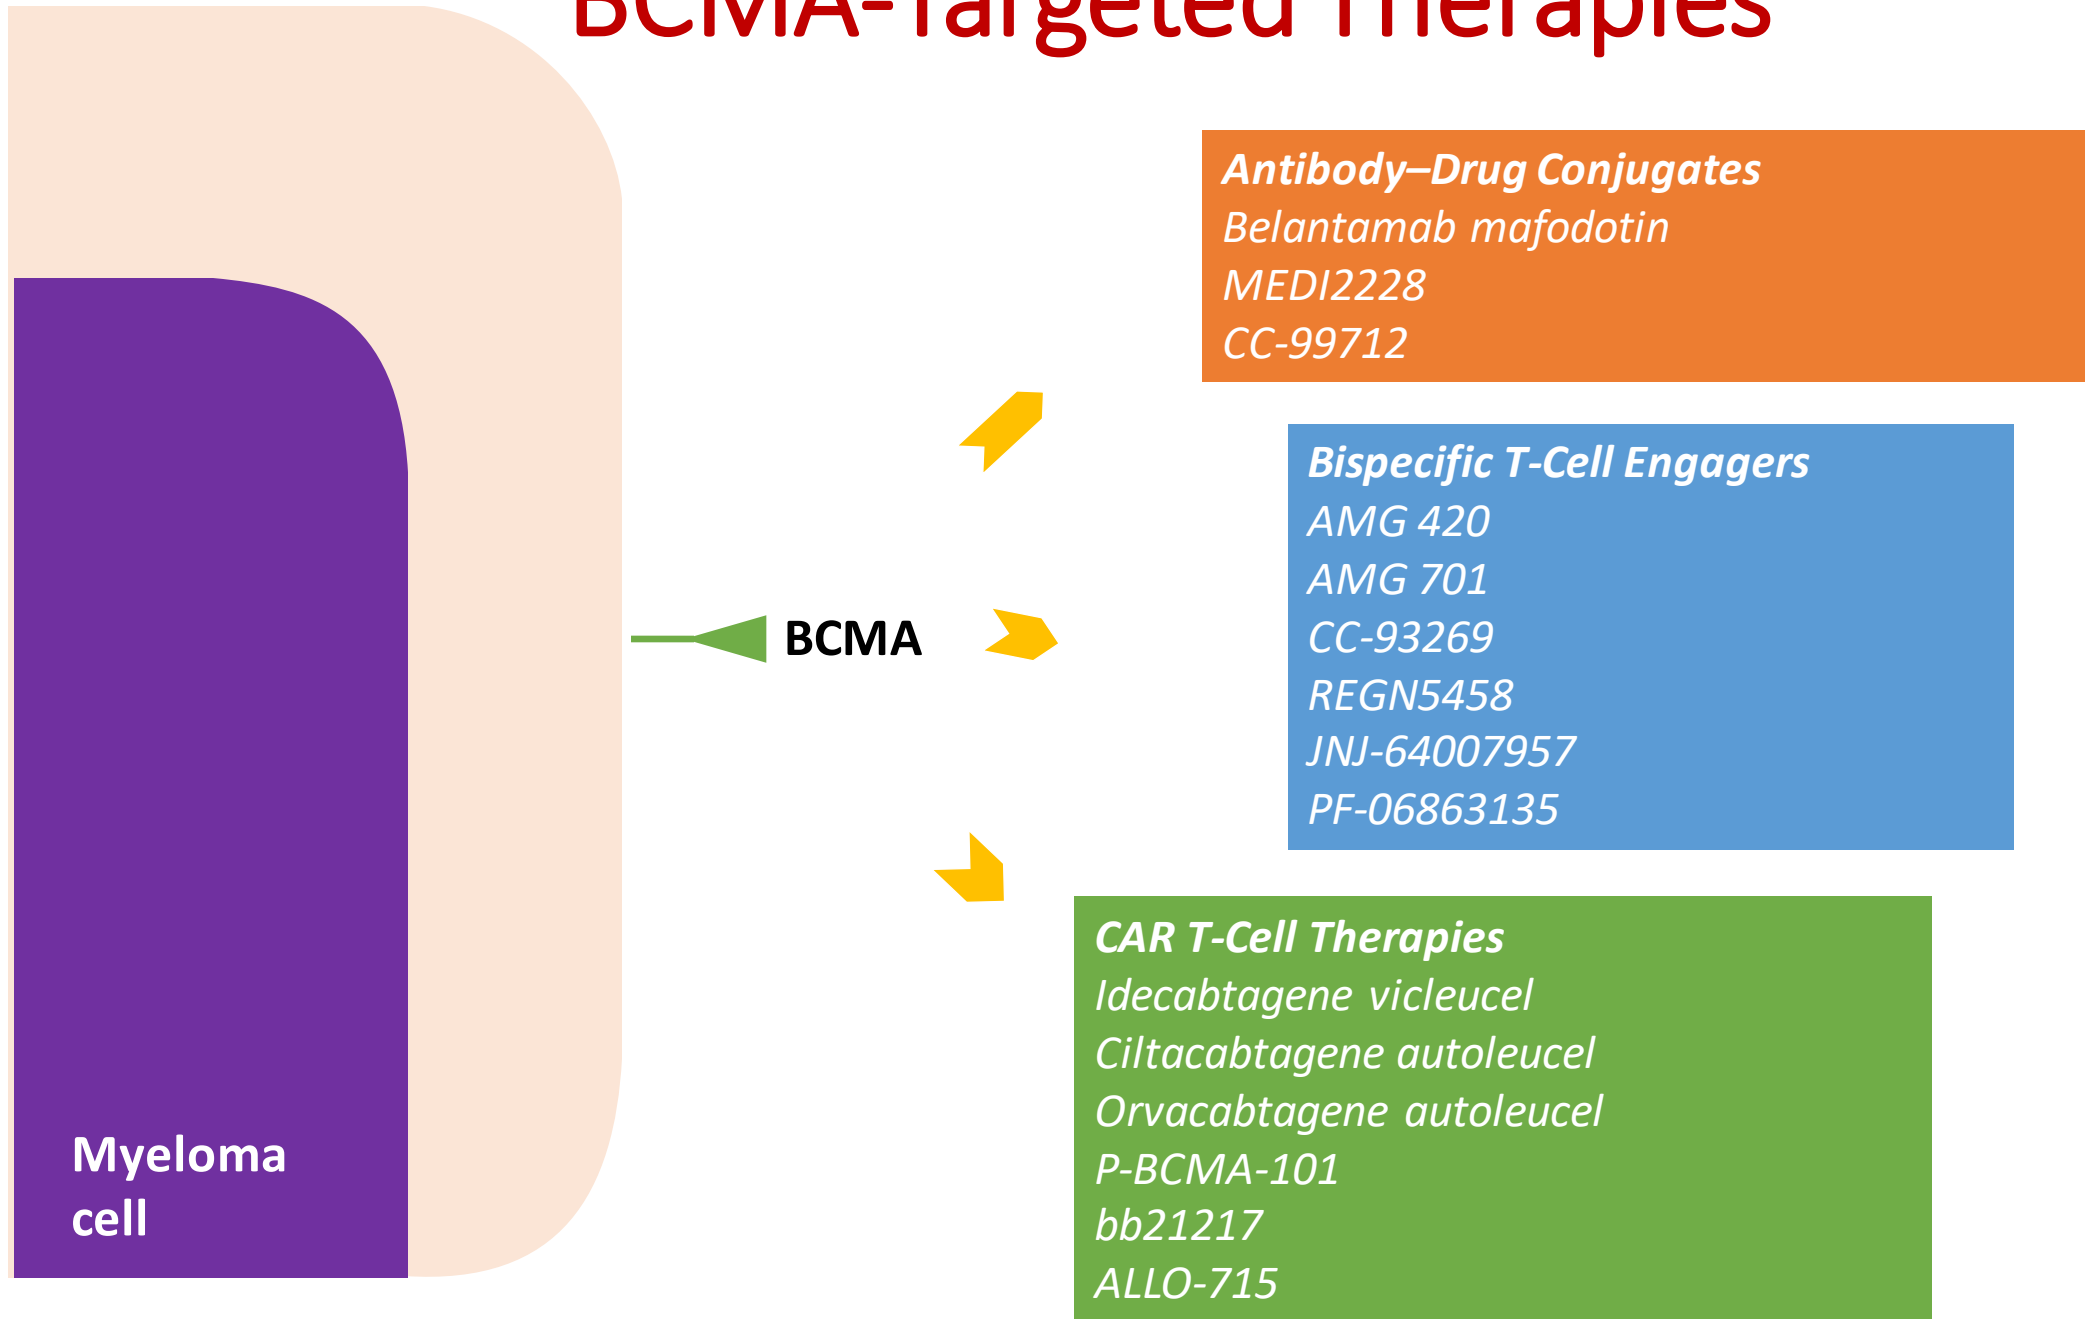 BCMA-Targeted Therapies
Antibody–Drug Conjugates
Belantamab mafodotin
MEDI2228
CC-99712
Bispecific T-Cell Engagers
AMG 420
AMG 701
CC-93269
REGN5458
JNJ-64007957
PF-06863135
BCMA
CAR T-Cell Therapies
Idecabtagene vicleucel
Ciltacabtagene autoleucel
Orvacabtagene autoleucel
P-BCMA-101
bb21217
ALLO-715
Myeloma
cell